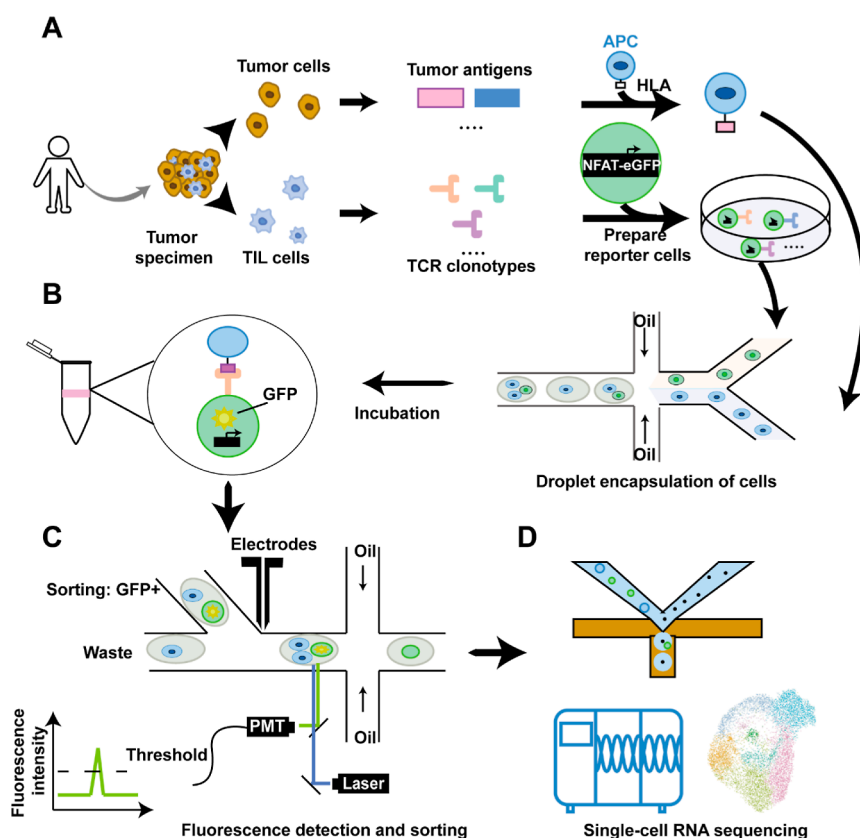 A
Tumor cells
Tumor antigens
APC
HLA
....
NFAT-eGFP
Tumor
specimen
TIL cells
....
TCR clonotypes
Prepare
reporter cells
....
B
GFP
Incubation
Oil
Oil
Droplet encapsulation of cells
C
Electrodes
Oil
Sorting: GFP+
Waste
Oil
PMT
Threshold
Laser
Fluorescence
intensity
Fluorescence detection and sorting
D
Single-cell RNA sequencing